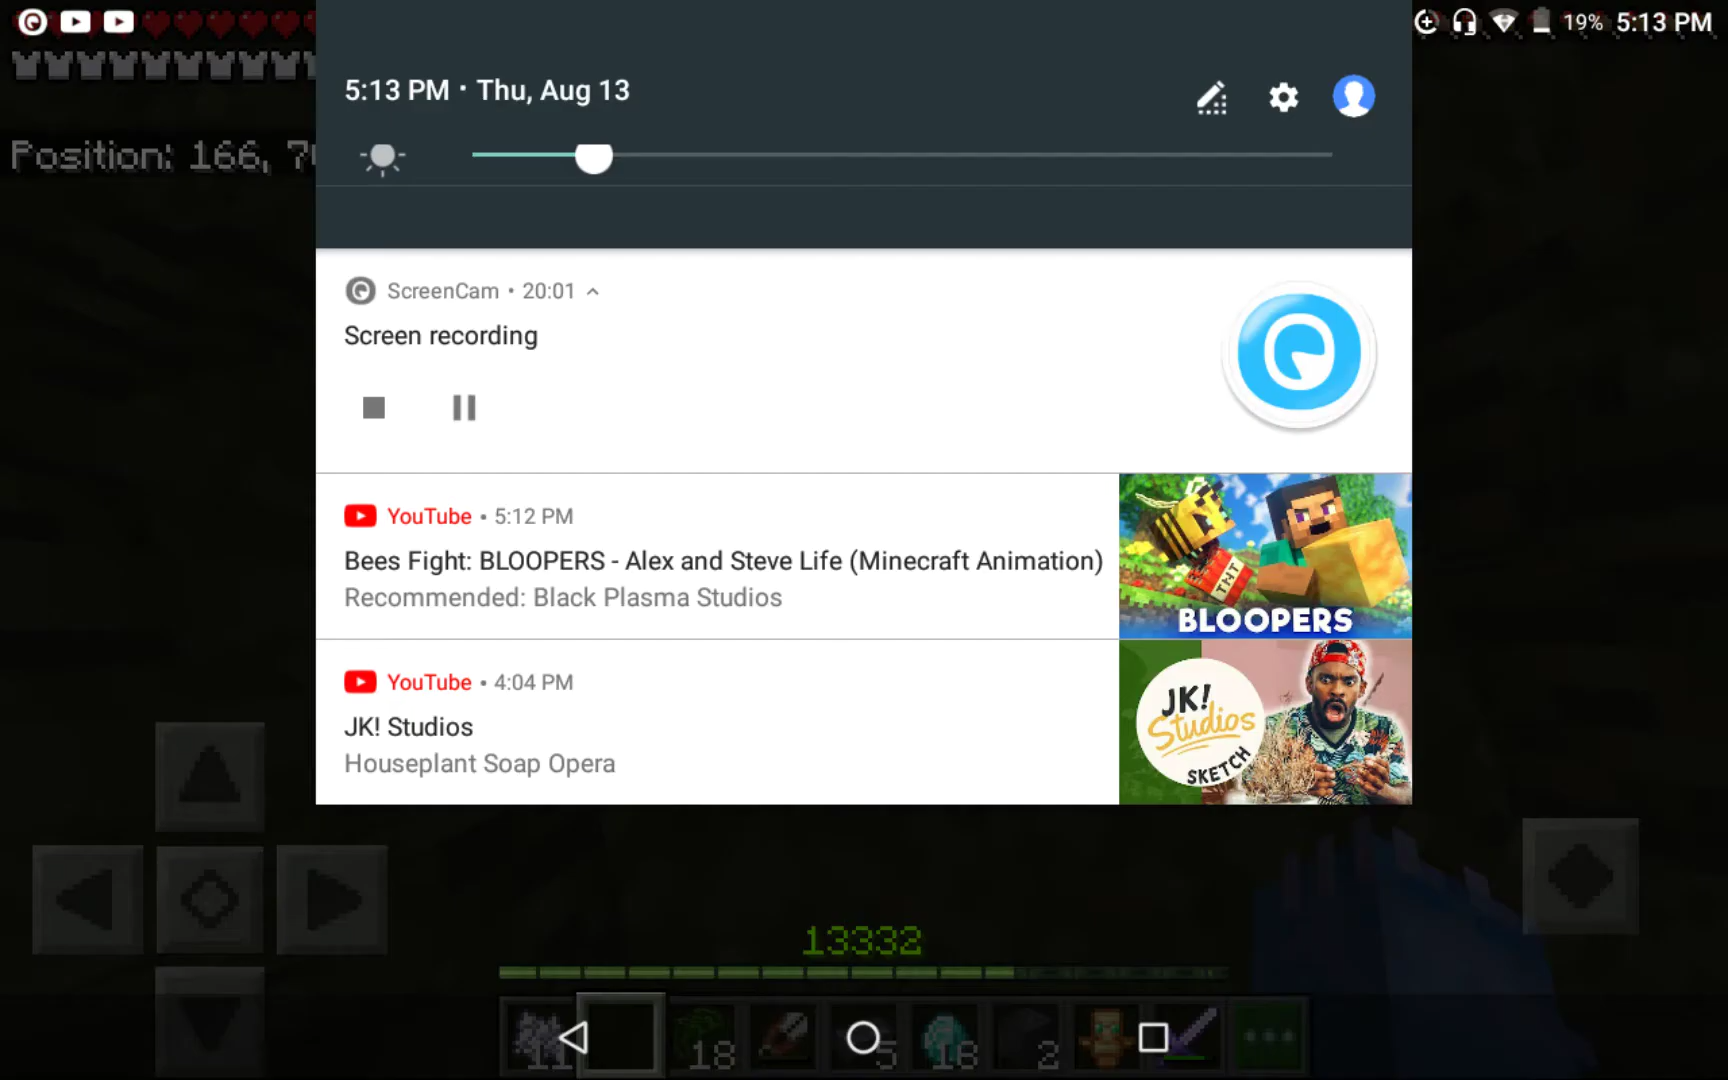 19% 5:13 PM
5:13 PM • Thu, Aug 13
Position: 166, 7
ScreenCam • 20:01
Screen recording
YouTube • 5:12 PM
Bees Fight: BLOOPERS - Alex and Steve Life (Minecraft Animation)
Recommended: Black Plasma Studios
TNT
BLOOPERS
YouTube • 4:04 PM
JK! Studios
Houseplant Soap Opera
JK!
Studios
SKETCH
13332
11 18 5 18 2